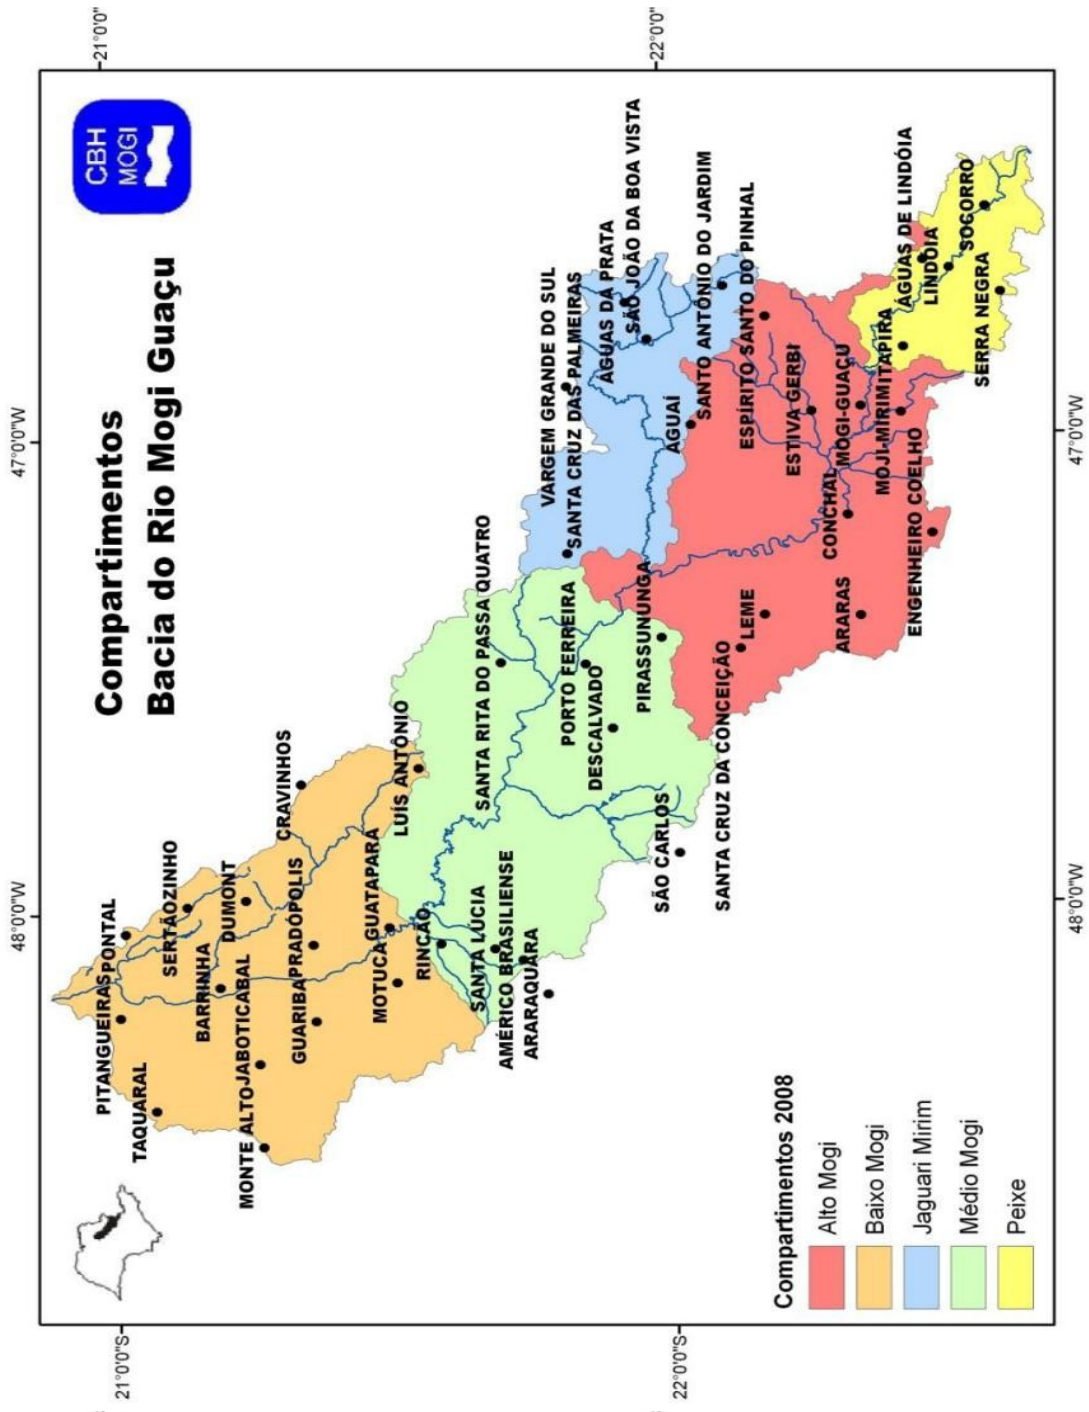 Compartimentos
Bacia do Rio Mogi Guaçu
CBH
MOGI
48°0'0"W
47°0'0"W
21°0'0"S
21°0'0"
22°0'0"S
22°0'0"
48°0'0"W
47°0'0"W
PITANGUEIRAS
PONTAL
TAQUARAL
SERTÃOZINHO
BARRINHA
DUMONT
MONTE ALTO
JABOTICABAL
CRAVINHOS
GUARIBA
PRADÓPOLIS
MOTUCA
GUATAPARÁ
LUÍS ANTÔNIO
RINCÃO
SANTA LÚCIA
AMÉRICO BRASILIENSE
ARARAQUARA
SANTA RITA DO PASSA QUATRO
PORTO FERREIRA
DESCALVADO
PIRASSUNUNGA
SÃO CARLOS
SANTA CRUZ DA CONCEIÇÃO
VARGEM GRANDE DO SUL
SANTA CRUZ DAS PALMEIRAS
ÁGUAS DA PRATA
SÃO JOÃO DA BOA VISTA
AGUAÍ
SANTO ANTÔNIO DO JARDIM
ESPÍRITO SANTO DO PINHAL
LEME
ESTIVA GERBI
CONCHAL
MOGI-GUAÇU
ARARAS
MOJI-MIRIM
ITAPIRA
ENGENHEIRO COELHO
ÁGUAS DE LINDÓIA
LINDÓIA
SOCORRO
SERRA NEGRA
Compartimentos 2008
Alto Mogi
Baixo Mogi
Jaguari Mirim
Médio Mogi
Peixe